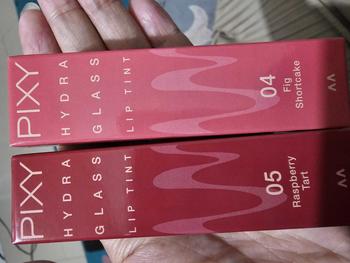 PIXY
HYDRA
GLASS
LIP TINT
04
Fig
Shortcake
PIXY
HYDRA
GLASS
LIP TINT
05
Raspberry
Tart